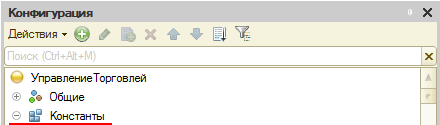 Конфигурация
Действия
Поиск (Ctrl+Alt+M)
УправлениеТорговлей
Общие
Константы